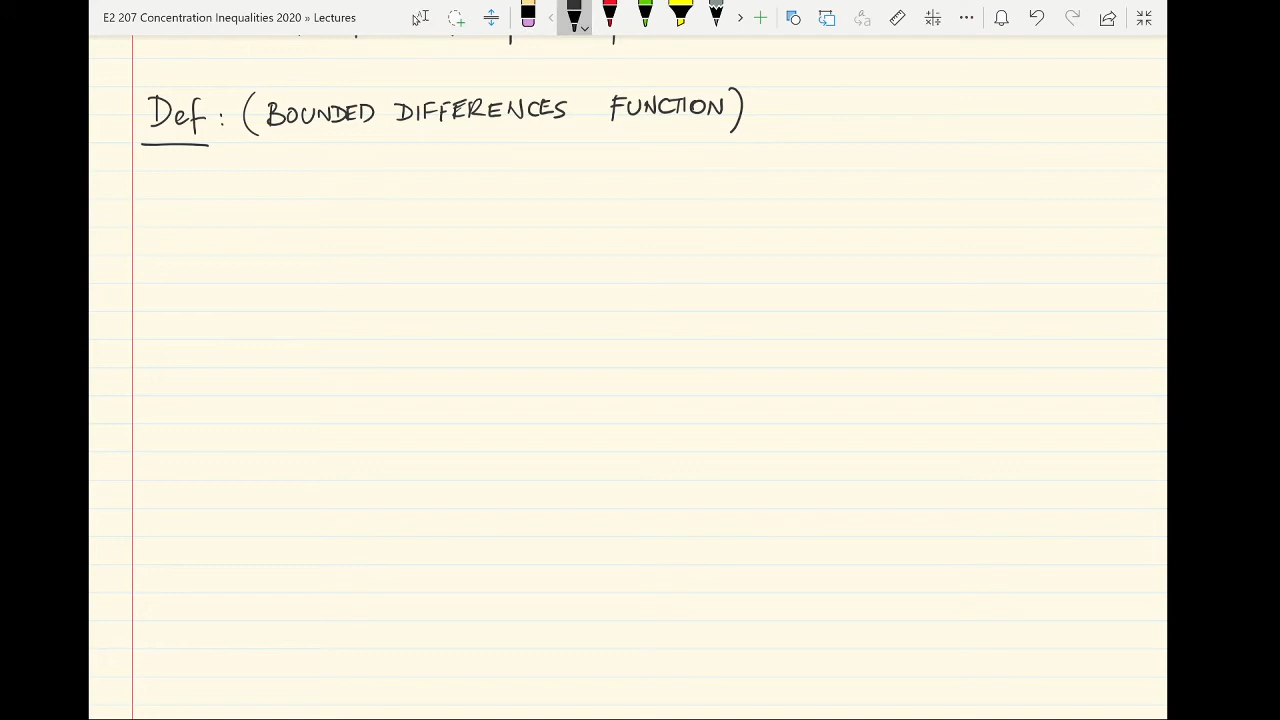 E2 207 Concentration Inequalities 2020 » Lectures
Def : (BOUNDED DIFFERENCES FUNCTION)